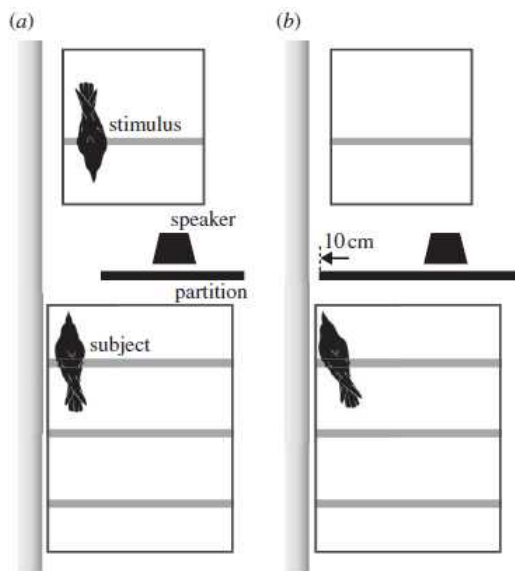 (a)
(b)
stimulus
speaker
10 cm
partition
subject